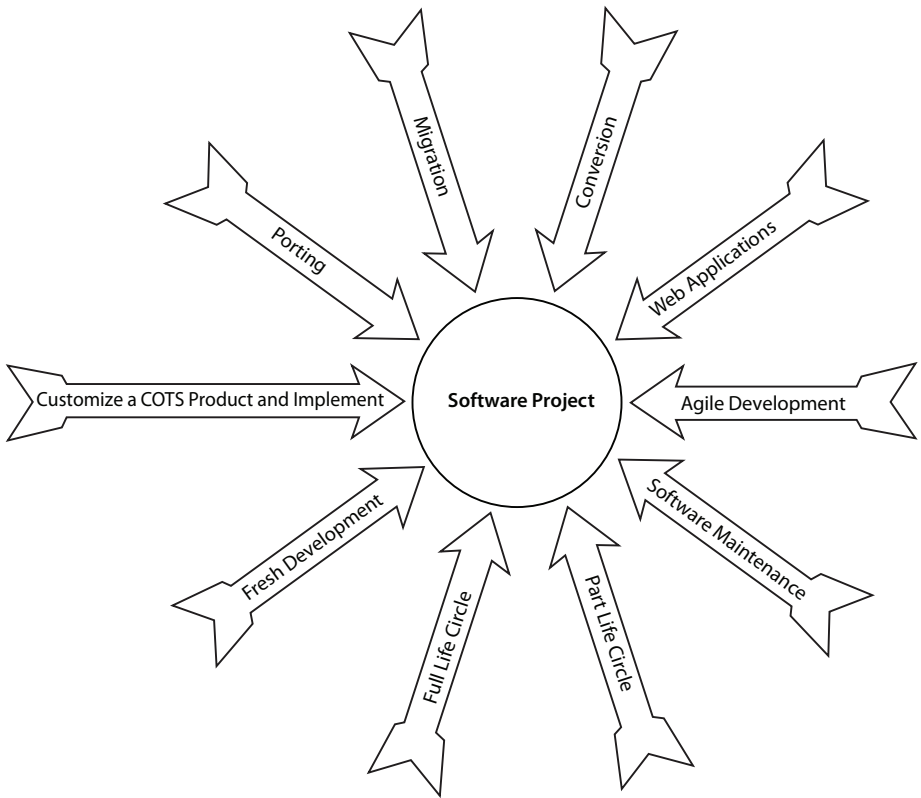 Migration
Conversion
Porting
Web Applications
Customize a COTS Product and Implement
Software Project
Agile Development
Fresh Development
Software Maintenance
Full Life Circle
Part Life Circle